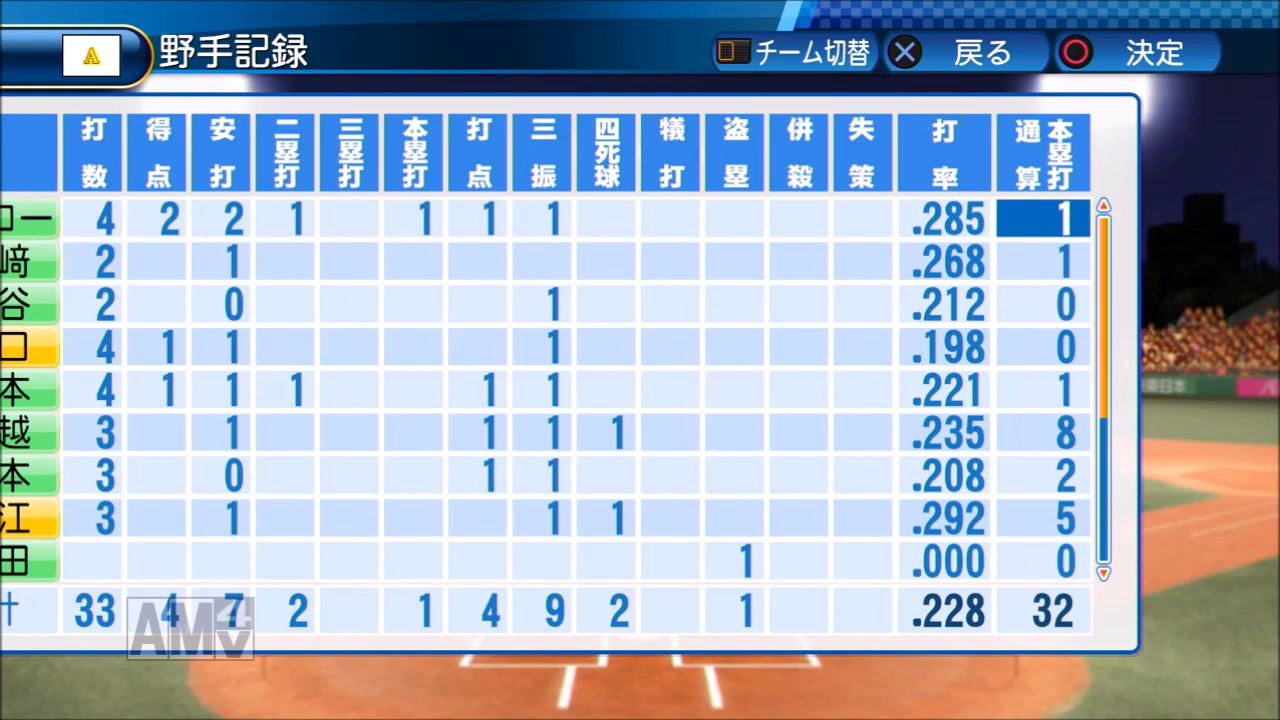 A 野手記録 チーム切替 戻る 決定
打数 得点 安打 二塁打 三塁打 本塁打 打点 三振 四死球 犠打 盗塁 併殺 失策 打率 通算本塁打
ロー 4 2 2 1 1 1 1 .285 1
﨑 2 1 .268 1
谷 2 0 1 .212 0
口 4 1 1 1 .198 0
本 4 1 1 1 1 1 .221 1
越 3 1 1 1 1 .235 8
本 3 0 1 1 .208 2
江 3 1 1 1 .292 5
田 1 .000 0
計 33 4 7 2 1 4 9 2 1 .228 32
AM4V
東日本